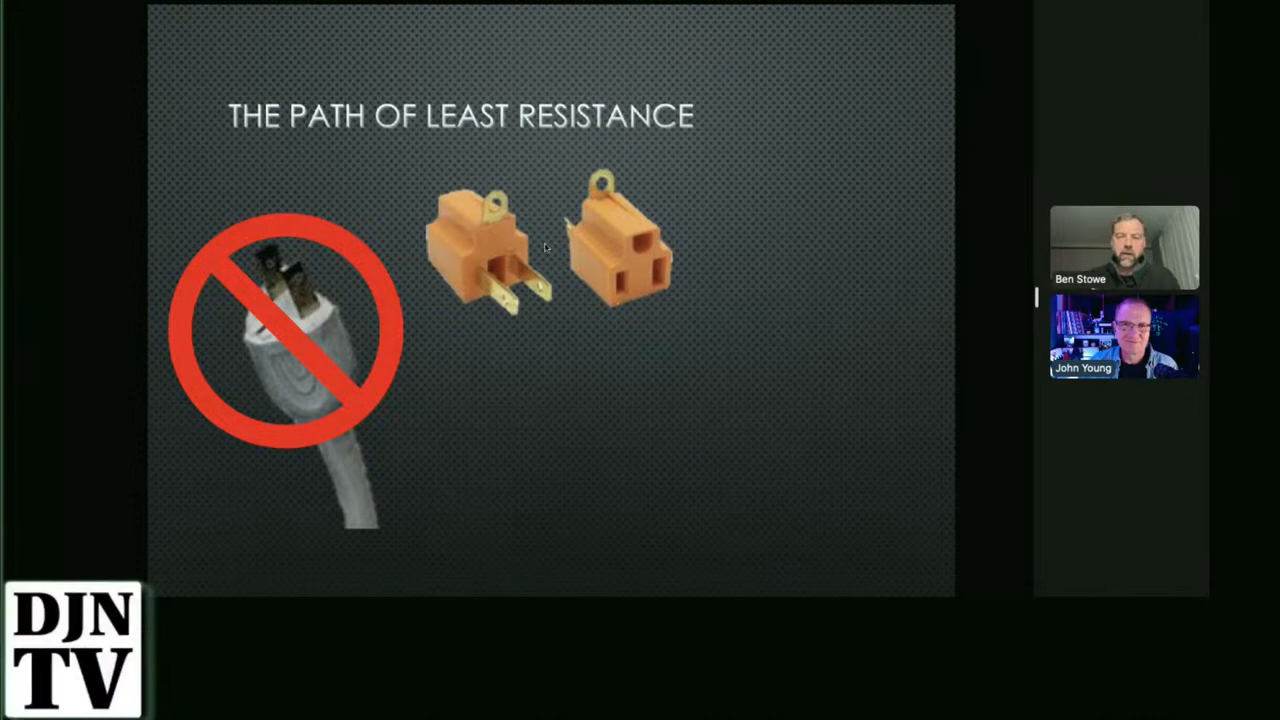 THE PATH OF LEAST RESISTANCE
Ben Stowe
John Young
DJN
TV